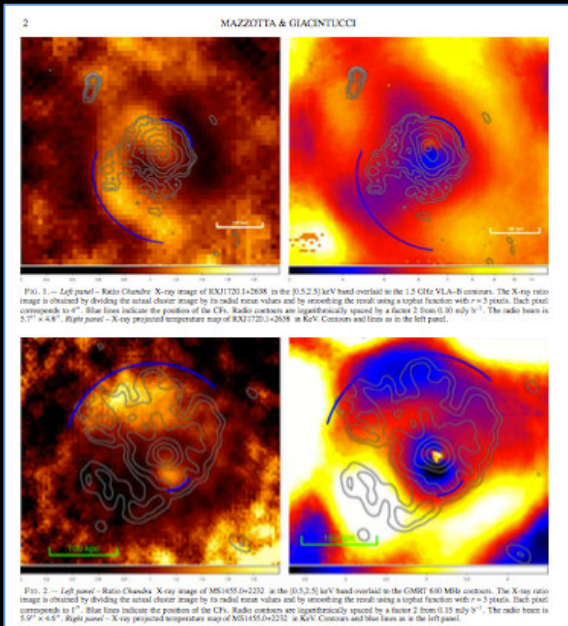 2 MAZZOTTA & GIACINTUCCI
100 kpc
FIG. 1.— Left panel – Ratio Chandra X-ray image of RXJ1720.1+2638 in the [0.5,2.5] keV band overlaid to the 1.5 GHz VLA-B contours. The X-ray ratio
image is obtained by dividing the actual cluster image by its radial mean values and by smoothing the result using a tophat function with r = 3 pixels. Each pixel
corresponds to 4". Blue lines indicate the position of the CFs. Radio contours are logarithmically spaced by a factor 2 from 0.10 mJy b⁻¹. The radio beam is
5.7" × 4.8". Right panel – X-ray projected temperature map of RXJ1720.1+2638 in KeV. Contours and lines as in the left panel.
100 kpc
FIG. 2.— Left panel – Ratio Chandra X-ray image of MS1455.0+2232 in the [0.5,2.5] keV band overlaid to the GMRT 610 MHz contours. The X-ray ratio
image is obtained by dividing the actual cluster image by its radial mean values and by smoothing the result using a tophat function with r = 3 pixels. Each pixel
corresponds to 1". Blue lines indicate the position of the CFs. Radio contours are logarithmically spaced by a factor 2 from 0.15 mJy b⁻¹. The radio beam is
5.9" × 4.6". Right panel – X-ray projected temperature map of MS1455.0+2232 in KeV. Contours and blue lines as in the left panel.